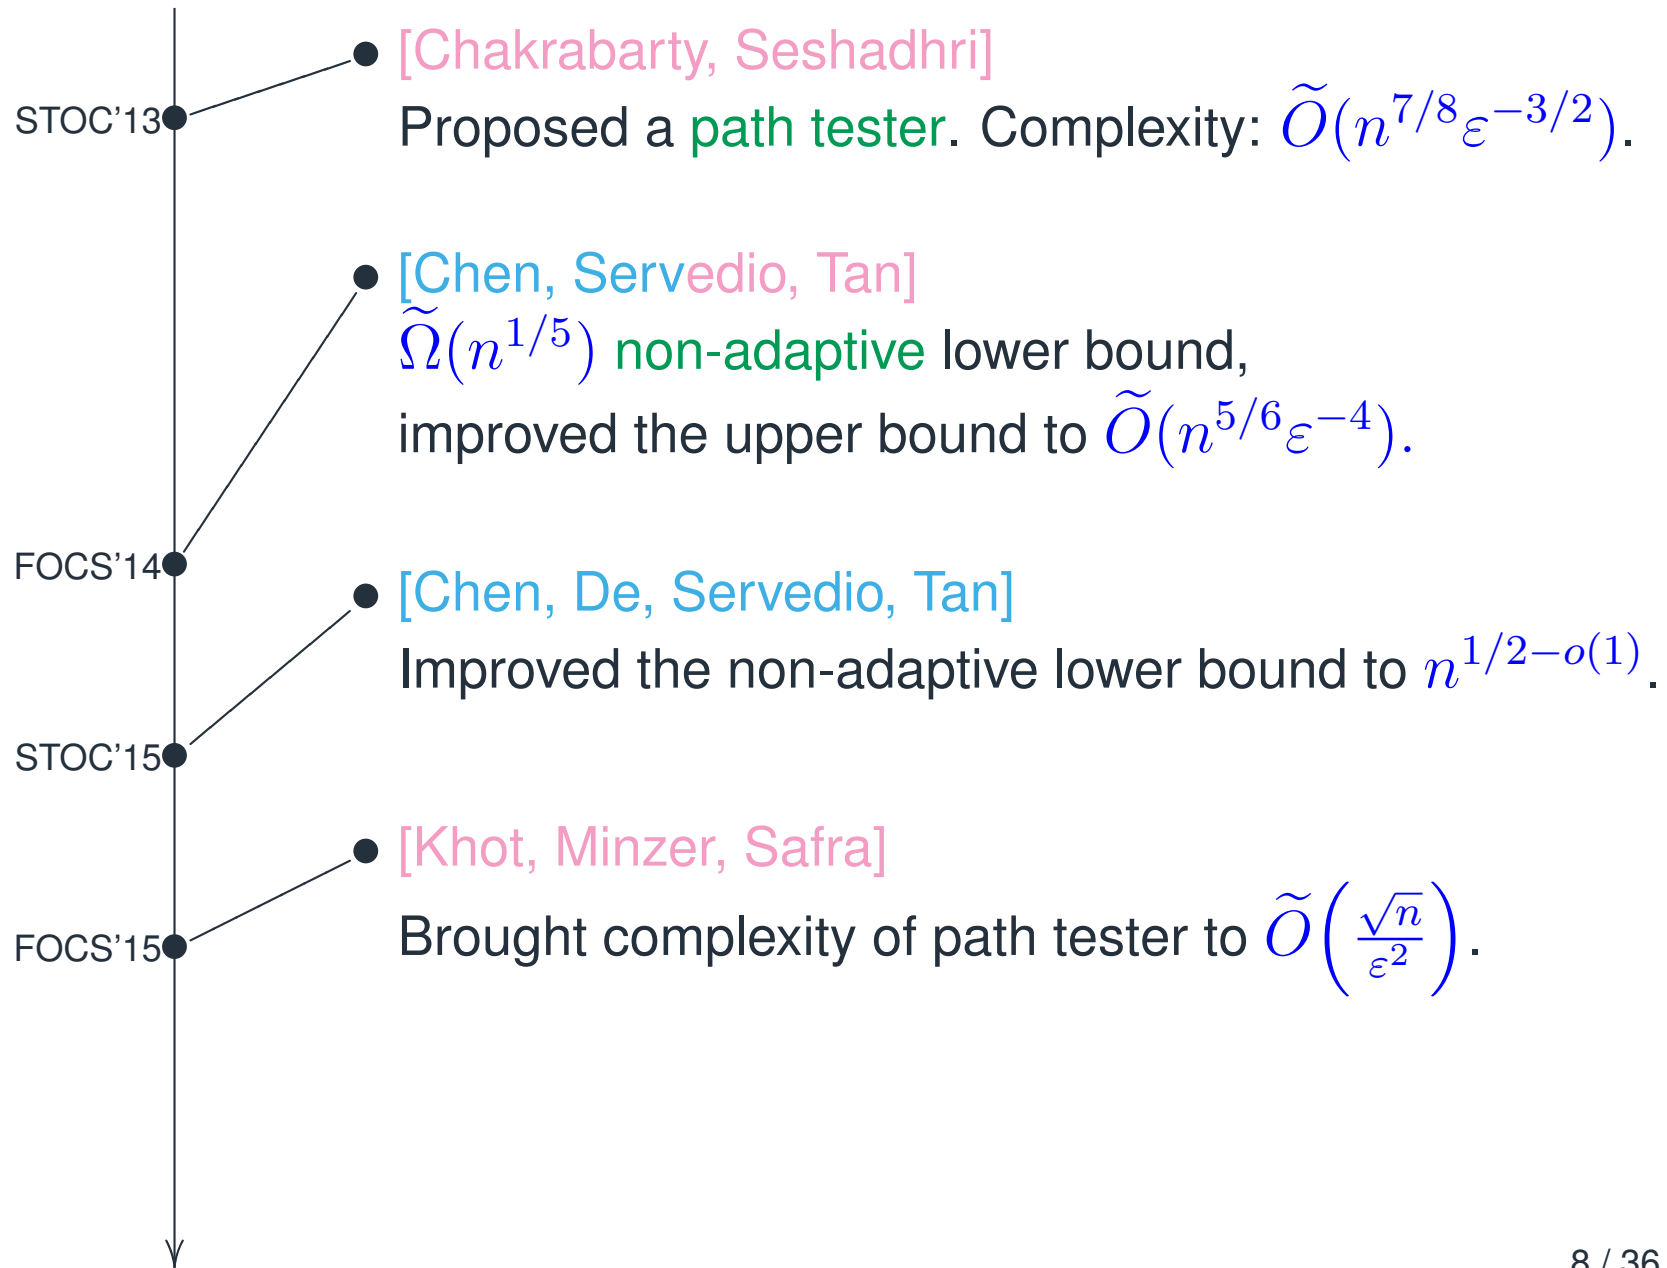 [Chakrabarty, Seshadhri]
STOC'13
Proposed a path tester. Complexity: Õ(n^{7/8}ε^{−3/2}).
[Chen, Servedio, Tan]
Ω̃(n^{1/5}) non-adaptive lower bound,
improved the upper bound to Õ(n^{5/6}ε^{−4}).
FOCS'14
[Chen, De, Servedio, Tan]
Improved the non-adaptive lower bound to n^{1/2−o(1)}.
STOC'15
[Khot, Minzer, Safra]
FOCS'15
Brought complexity of path tester to Õ(√n/ε²).
8 / 36